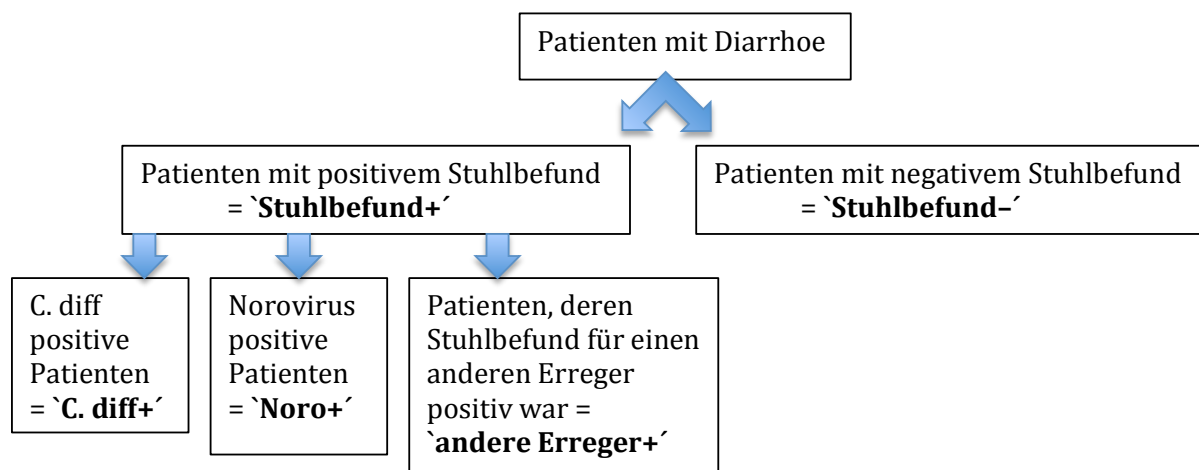 Patienten mit Diarrhoe
Patienten mit positivem Stuhlbefund
= `Stuhlbefund+´
Patienten mit negativem Stuhlbefund
= `Stuhlbefund–´
C. diff
positive
Patienten
= `C. diff+´
Norovirus
positive
Patienten
= `Noro+´
Patienten, deren
Stuhlbefund für einen
anderen Erreger
positiv war =
`andere Erreger+´